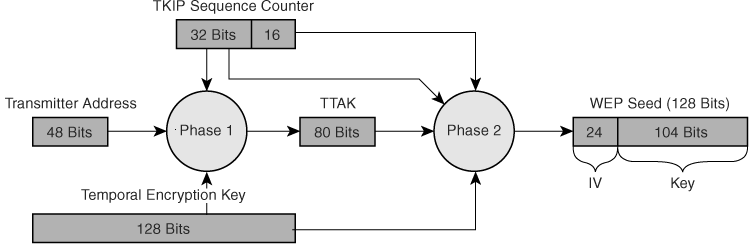 TKIP Sequence Counter
32 Bits 16
Transmitter Address
48 Bits
Phase 1
TTAK
80 Bits
Phase 2
WEP Seed (128 Bits)
24 104 Bits
IV Key
Temporal Encryption Key
128 Bits